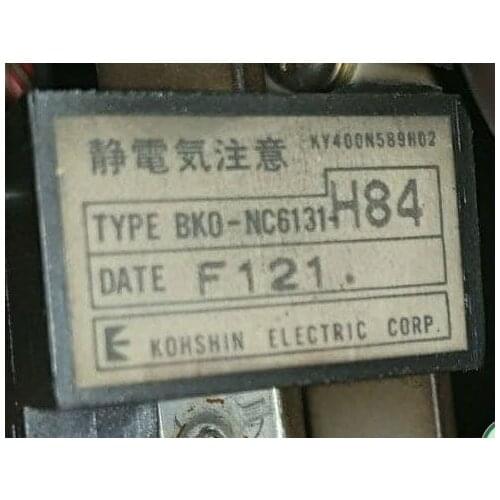 静電気注意 KY400N589H02
TYPE BKO-NC6131-H84
DATE F121.
KOHSHIN ELECTRIC CORP.